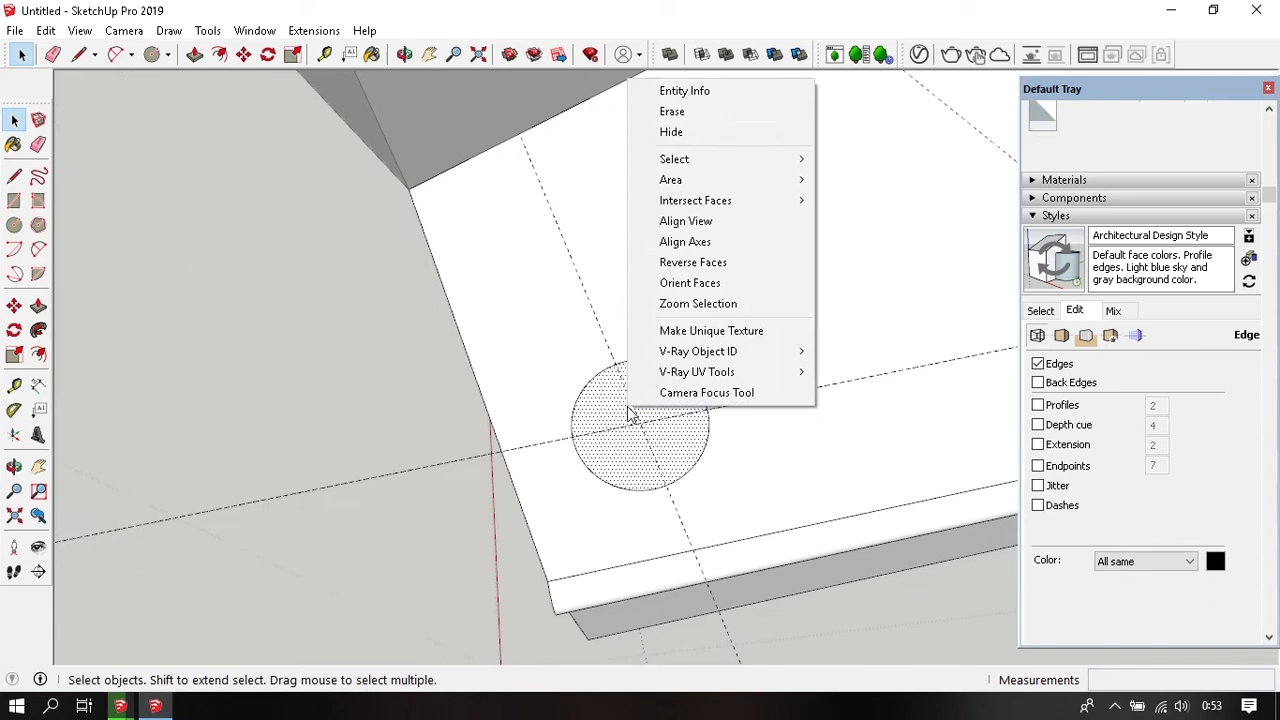 Untitled - SketchUp Pro 2019
File Edit View Camera Draw Tools Window Extensions Help
Default Tray
Materials
Components
Styles
Architectural Design Style
Default face colors. Profile
edges. Light blue sky and
gray background color.
Select Edit Mix
Edge
Edges
Back Edges
Profiles 2
Depth cue 4
Extension 2
Endpoints 7
Jitter
Dashes
Color: All same
Entity Info
Erase
Hide
Select
Area
Intersect Faces
Align View
Align Axes
Reverse Faces
Orient Faces
Zoom Selection
Make Unique Texture
V-Ray Object ID
V-Ray UV Tools
Camera Focus Tool
Select objects. Shift to extend select. Drag mouse to select multiple.
Measurements
0:53